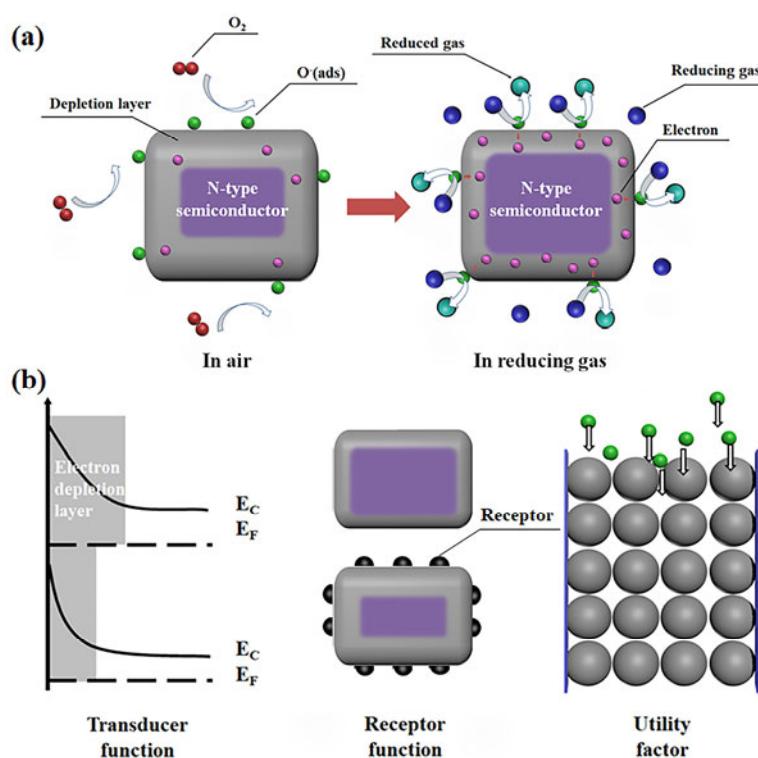 (a)
O2
O-(ads)
Depletion layer
N-type
semiconductor
In air
Reduced gas
Reducing gas
Electron
N-type
semiconductor
In reducing gas
(b)
Electron
depletion
layer
EC
EF
EC
EF
Transducer
function
Receptor
Receptor
function
Utility
factor